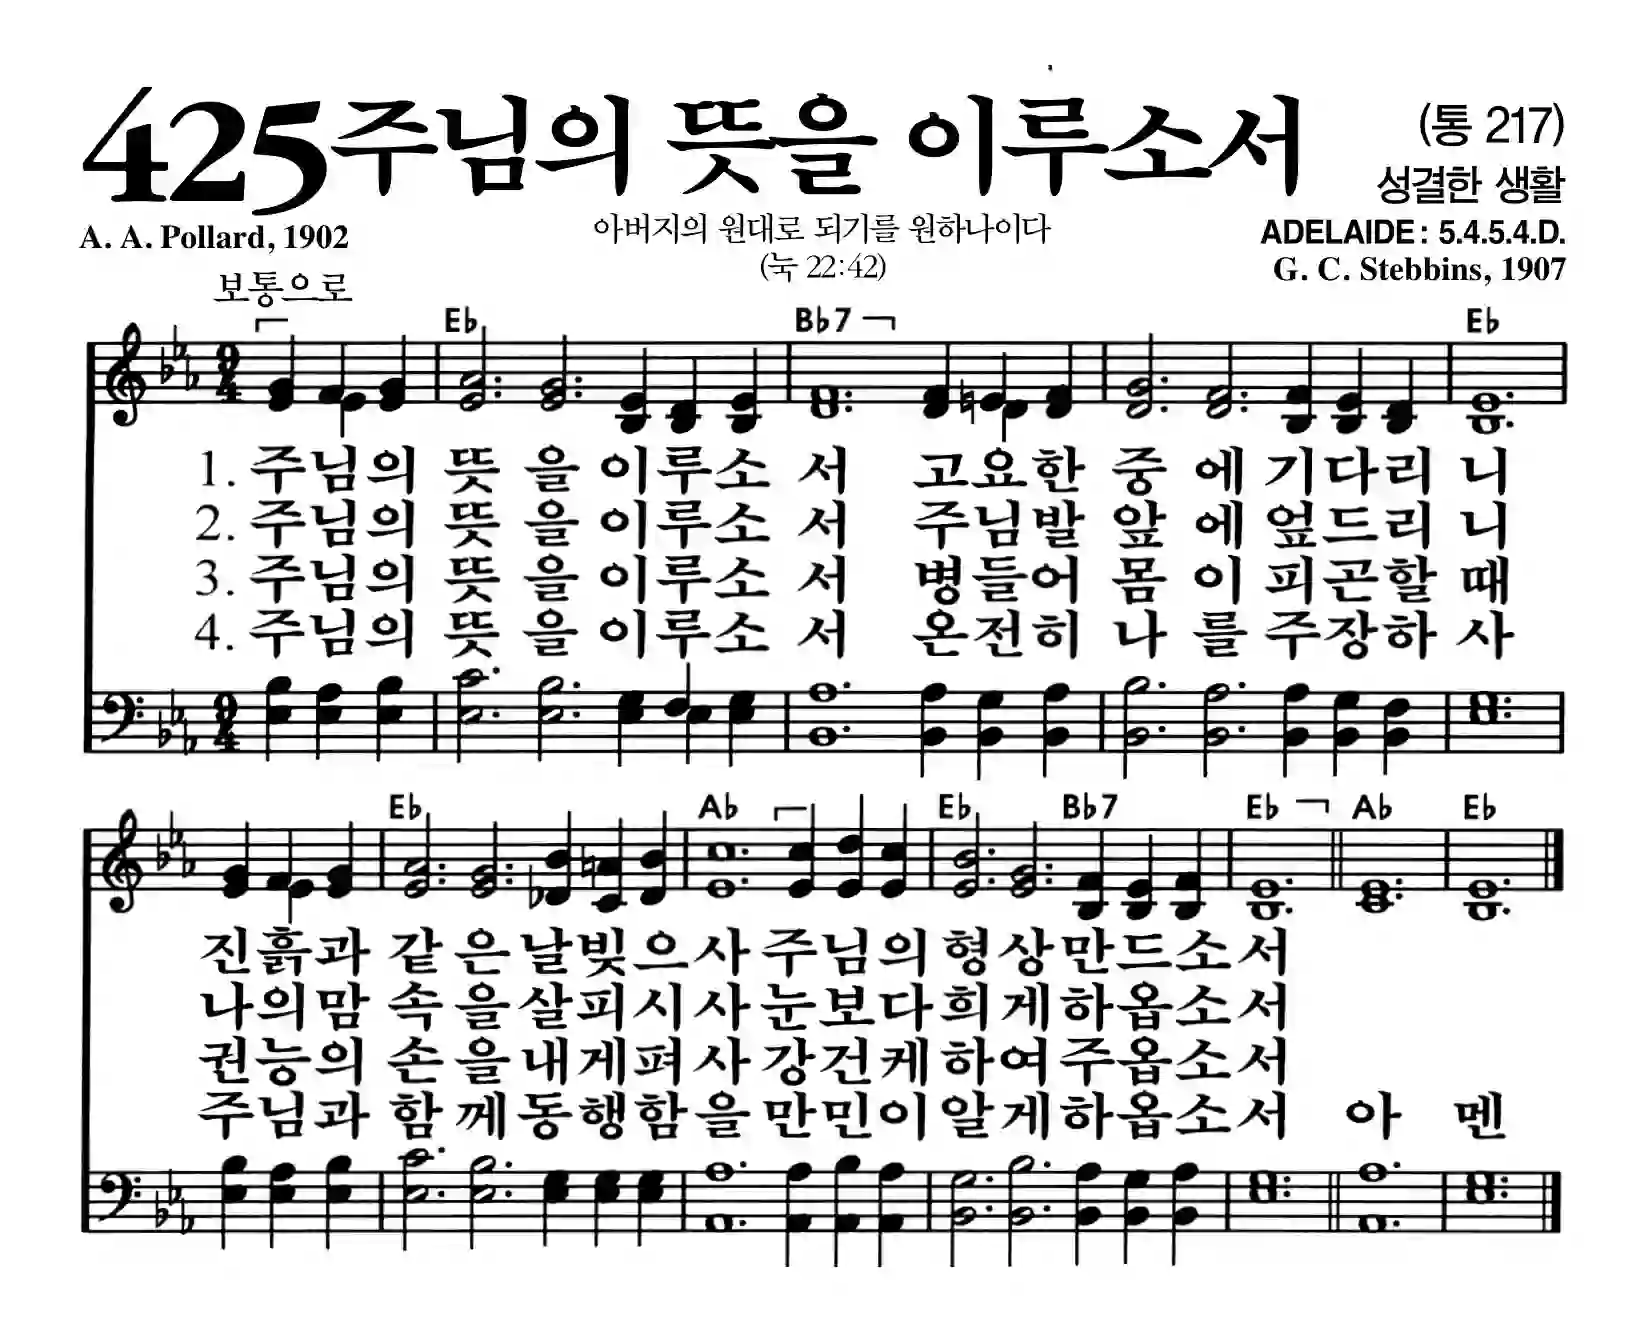 425 주님의 뜻을 이루소서 (통 217)
성결한 생활
A. A. Pollard, 1902 아버지의 원대로 되기를 원하나이다 ADELAIDE: 5.4.5.4.D.
(눅 22:42) G. C. Stebbins, 1907
보통으로
E♭ B♭7 E♭
9/4
1. 주님의 뜻을 이루소서 고요한 중에 기다리니
2. 주님의 뜻을 이루소서 주님발 앞에 엎드리니
3. 주님의 뜻을 이루소서 병들어 몸이 피곤할 때
4. 주님의 뜻을 이루소서 온전히 나를 주장하사
9/4
E♭ A♭ E♭ B♭7 E♭ A♭ E♭
진흙과 같은 날빚으사 주님의 형상만드소서
나의맘 속을 살피시사 눈보다 희게하옵소서
권능의 손을 내게펴사 강건케 하여주옵소서
주님과 함께 동행함을 만민이 알게하옵소서 아멘